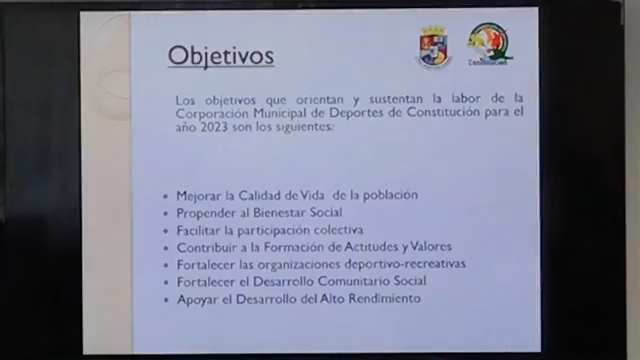 Objetivos
Constitución
Los objetivos que orientan y sustentan la labor de la
Corporación Municipal de Deportes de Constitución para el
año 2023 son los siguientes:
• Mejorar la Calidad de Vida de la población
• Propender al Bienestar Social
• Facilitar la participación colectiva
• Contribuir a la Formación de Actitudes y Valores
• Fortalecer las organizaciones deportivo-recreativas
• Fortalecer el Desarrollo Comunitario Social
• Apoyar el Desarrollo del Alto Rendimiento